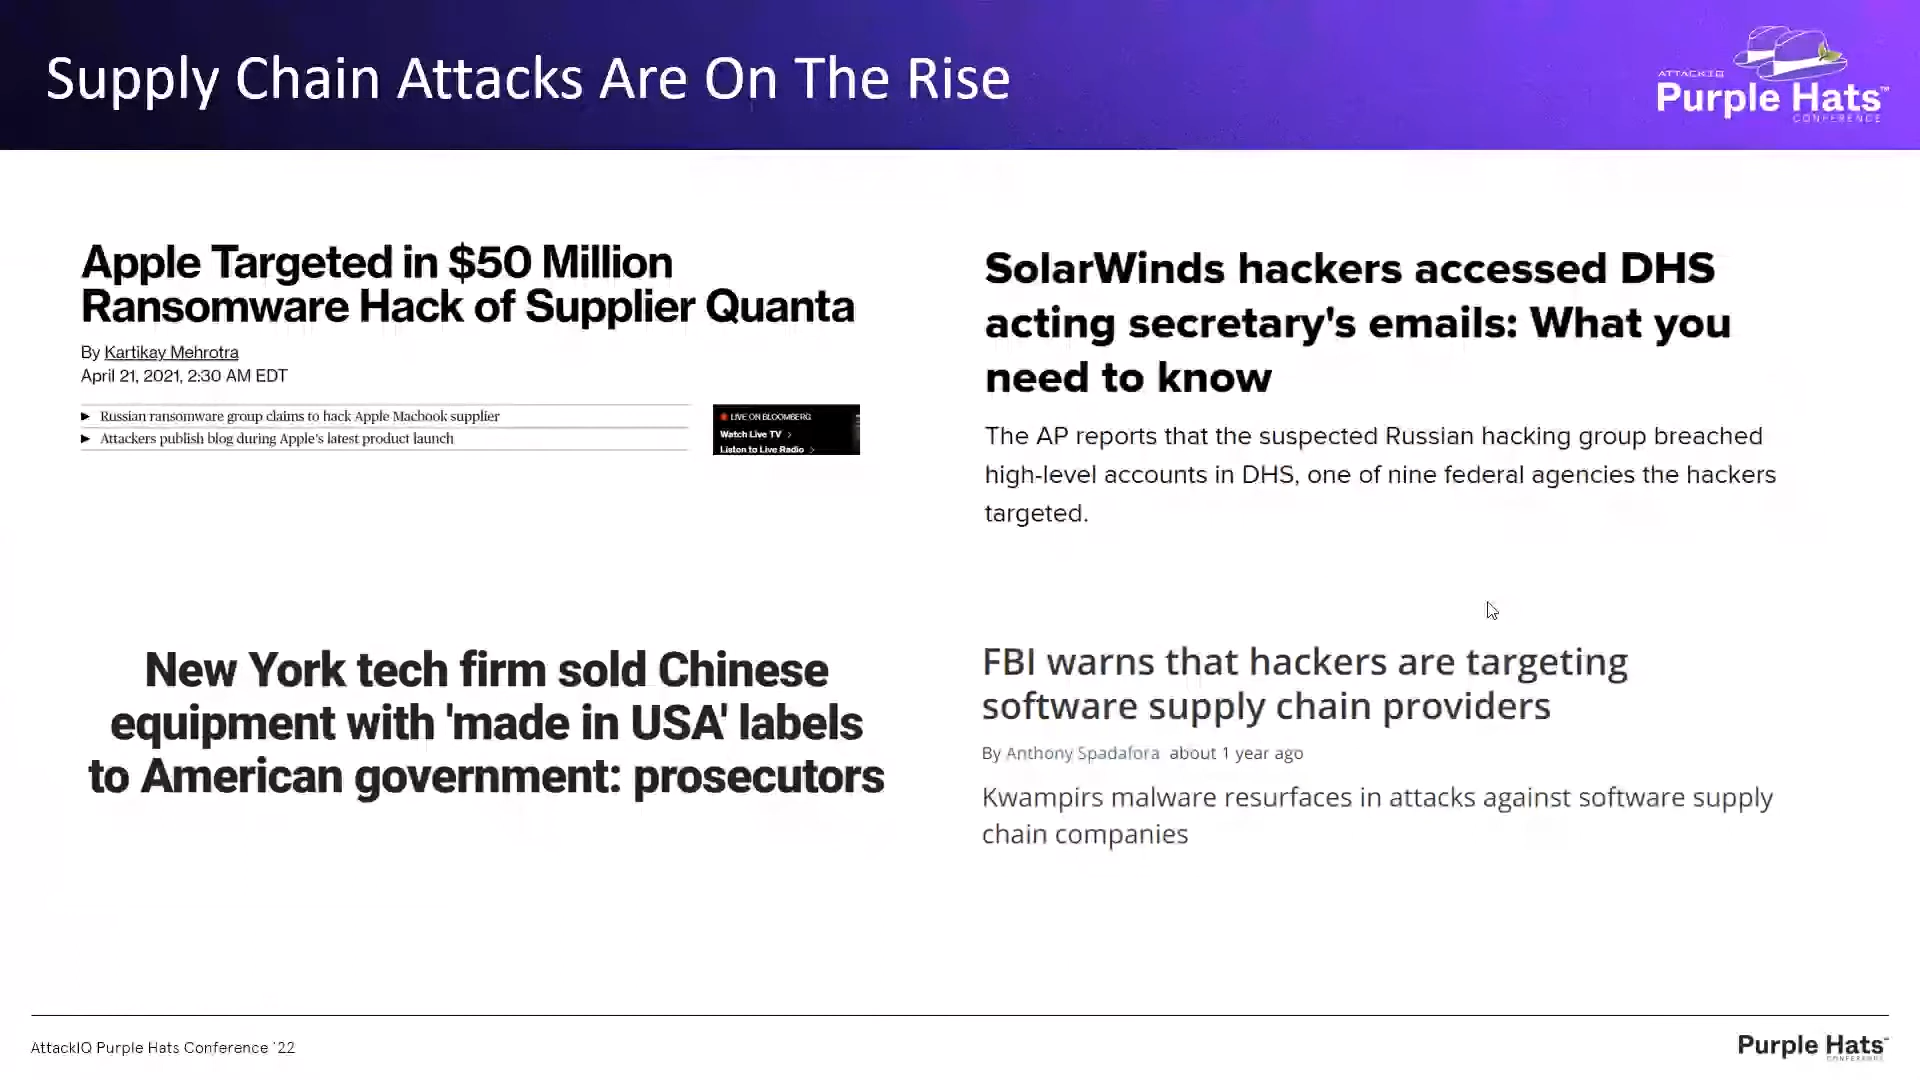 Supply Chain Attacks Are On The Rise
ATTACKIQ
Purple Hats™
CONFERENCE
Apple Targeted in $50 Million
Ransomware Hack of Supplier Quanta
By Kartikay Mehrotra
April 21, 2021, 2:30 AM EDT
► Russian ransomware group claims to hack Apple Macbook supplier
► Attackers publish blog during Apple's latest product launch
LIVE ON BLOOMBERG
Watch Live TV >
Listen to Live Radio >
SolarWinds hackers accessed DHS
acting secretary's emails: What you
need to know
The AP reports that the suspected Russian hacking group breached
high-level accounts in DHS, one of nine federal agencies the hackers
targeted.
New York tech firm sold Chinese
equipment with 'made in USA' labels
to American government: prosecutors
FBI warns that hackers are targeting
software supply chain providers
By Anthony Spadafora about 1 year ago
Kwampirs malware resurfaces in attacks against software supply
chain companies
AttackIQ Purple Hats Conference '22
Purple Hats™
CONFERENCE